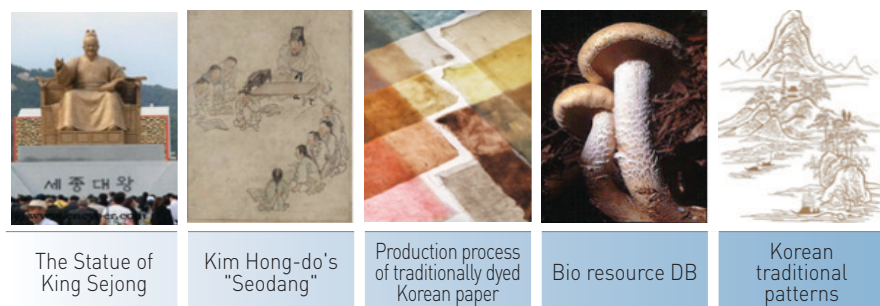 세종대왕
The Statue of
King Sejong
Kim Hong-do's
"Seodang"
Production process
of traditionally dyed
Korean paper
Bio resource DB
Korean
traditional
patterns